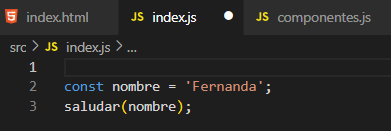 index.html JS index.js JS componentes.js
src > JS index.js > ...
1
2 const nombre = 'Fernanda';
3 saludar(nombre);